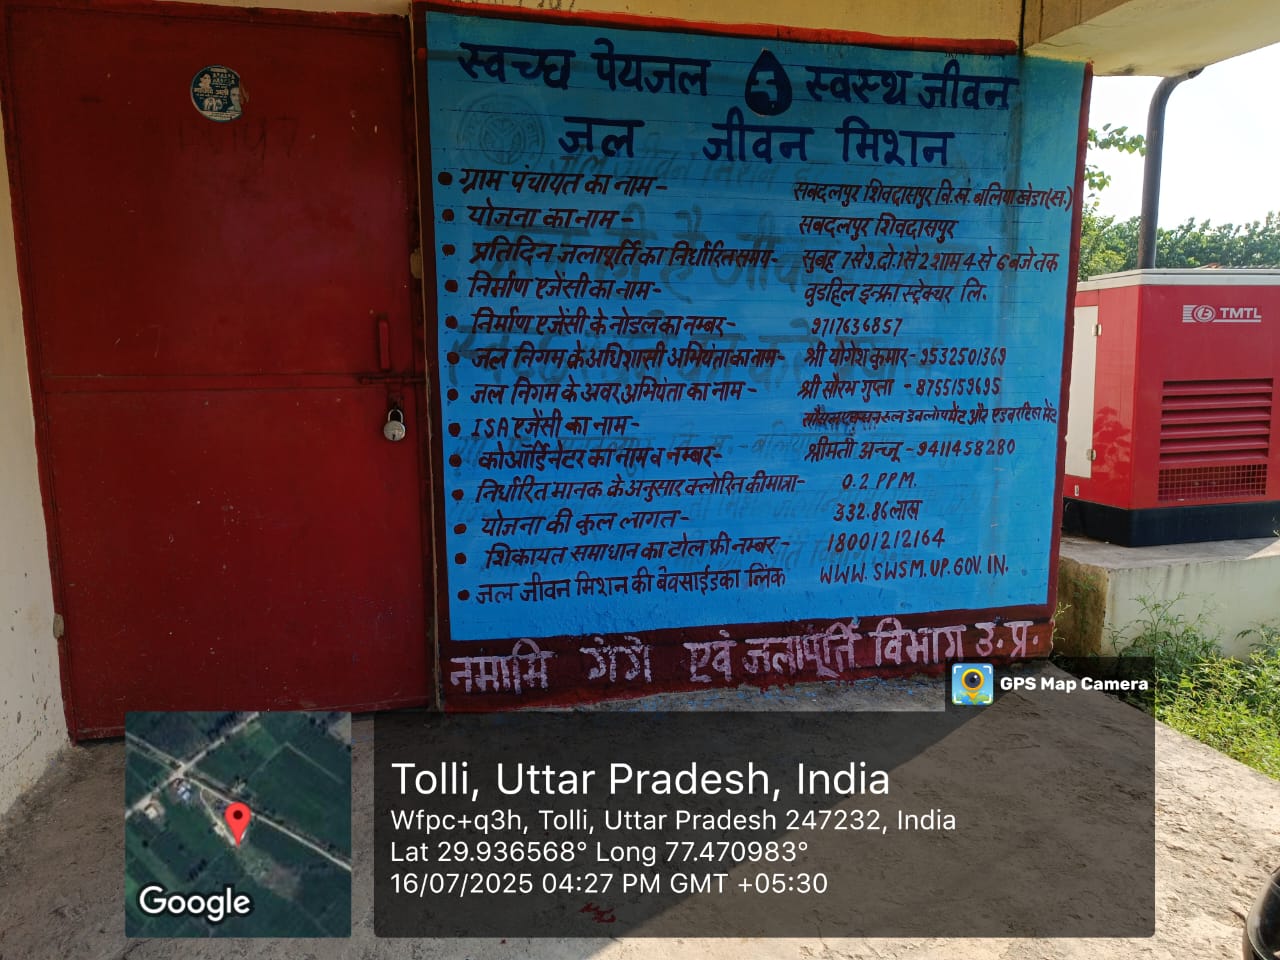 स्वच्छ पेयजल स्वस्थ जीवन
जल जीवन मिशन
• ग्राम पंचायत का नाम - सबदलपुर शिवदासपुर वि.खं. बलियाखेडा(स.)
• योजना का नाम - सबदलपुर शिवदासपुर
• प्रतिदिन जलापूर्ति का निर्धारित समय- सुबह 7 से 9, दो. 1 से 2 शाम 4 से 6 बजे तक
• निर्माण एजेंसी का नाम- वुडहिल इन्फ्रा स्ट्रेक्चर लि.
• निर्माण एजेंसी के नोडल का नम्बर- 9717636857
• जल निगम के अधिशासी अभियंता का नाम- श्री योगेश कुमार- 9532501369
• जल निगम के अवर अभियंता का नाम- श्री सौरभ गुप्ता - 8755159695
• ISA एजेंसी का नाम- रुरल डवलोपमेंट और एडवरटिस मेंट
• कोऑर्डिनेटर का नाम व नम्बर- श्रीमती अन्जू - 9411458280
• निर्धारित मानक के अनुसार क्लोरिन की मात्रा- 0.2 PPM.
• योजना की कुल लागत- 332.86 लाख
• शिकायत समाधान का टोल फ्री नम्बर- 18001212164
• जल जीवन मिशन की बेवसाईड का लिंक WWW. SWSM. UP. GOV. IN.
नमामि गंगे एवं जलापूर्ति विभाग उ.प्र.
TMTL
GPS Map Camera
Tolli, Uttar Pradesh, India
Wfpc+q3h, Tolli, Uttar Pradesh 247232, India
Lat 29.936568° Long 77.470983°
16/07/2025 04:27 PM GMT +05:30
Google